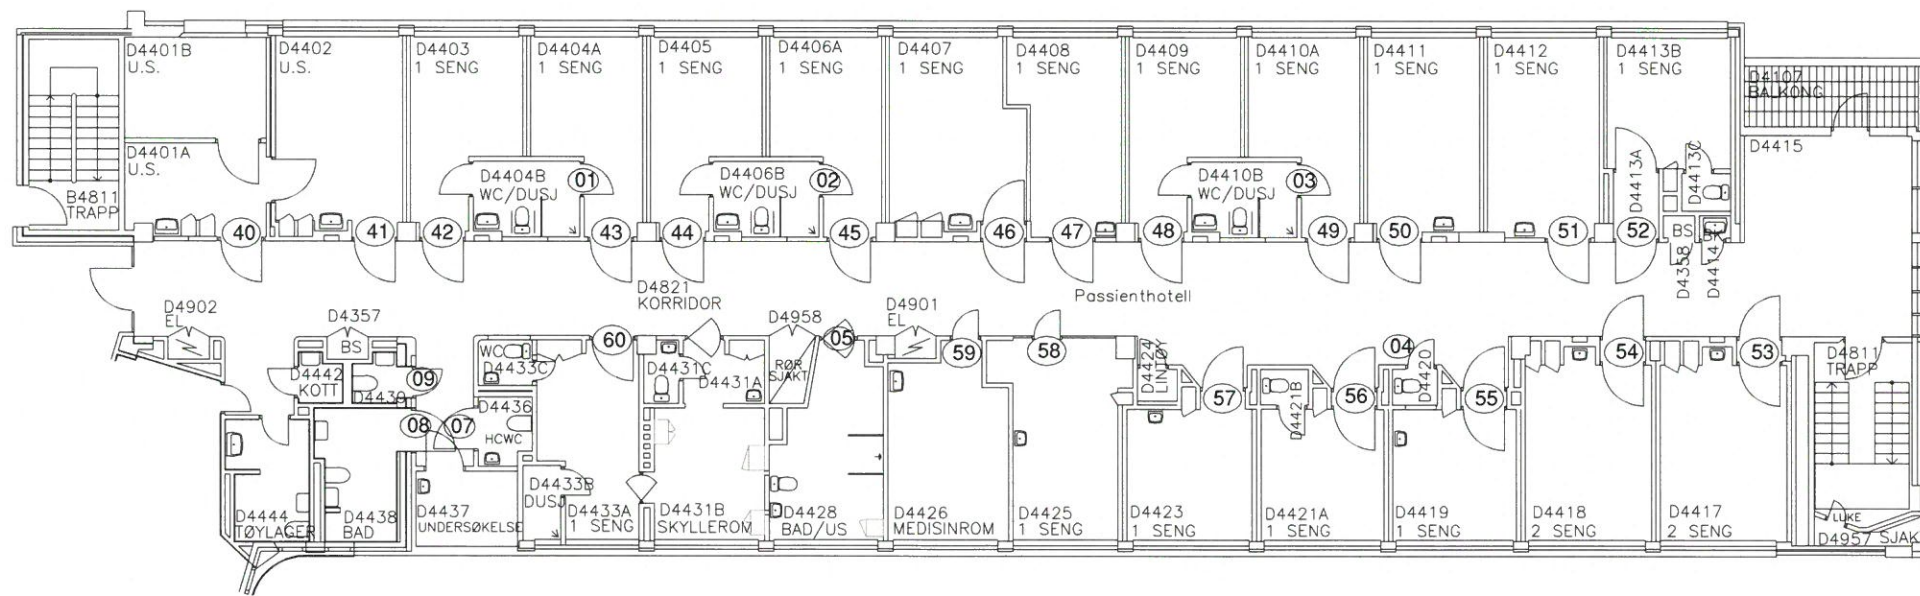 D4401B
U.S.
D4402
U.S.
D4403
1 SENG
D4404A
1 SENG
D4405
1 SENG
D4406A
1 SENG
D4407
1 SENG
D4408
1 SENG
D4409
1 SENG
D4410A
1 SENG
D4411
1 SENG
D4412
1 SENG
D4413B
1 SENG
D4107
BALKONG
D4401A
U.S.
B4811
TRAPP
D4404B
WC/DUSJ
01
D4406B
WC/DUSJ
02
D4410B
WC/DUSJ
03
D4413A
D4413C
D4415
40
41
42
43
44
45
46
47
48
49
50
51
52
BS
D4358
D4414
D4821
KORRIDOR
Passienthotell
D4902
EL
D4357
BS
D4958
RØR
SJAKT
05
D4901
EL
59
58
60
WC
D4433C
D4431C
D4431A
D4442
KOTT
D4439
09
D4436
HCWC
08
07
D4424
LINTØY
57
D4421B
56
04
D4420
55
54
53
D4811
TRAPP
D4444
TØYLAGER
D4438
BAD
D4437
UNDERSØKELSE
D4433B
DUSJ
D4433A
1 SENG
D4431B
SKYLLEROM
D4428
BAD/US
D4426
MEDISINROM
D4425
1 SENG
D4423
1 SENG
D4421A
1 SENG
D4419
1 SENG
D4418
2 SENG
D4417
2 SENG
LUKE
D4957 SJAK